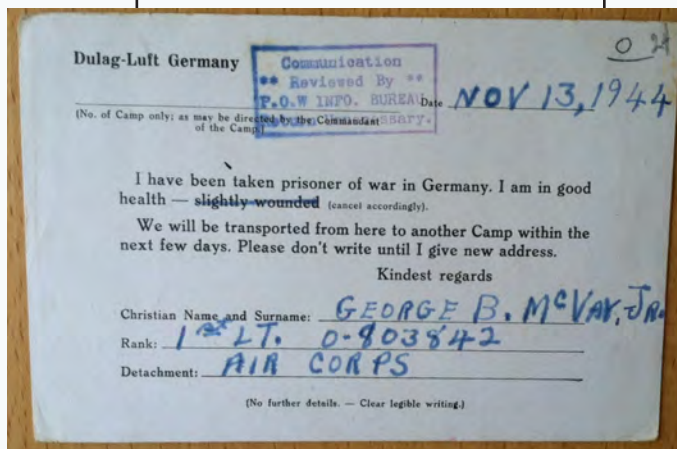 Dulag-Luft Germany
Communication
** Reviewed By **
P.O.W INFO. BUREAU
Date NOV 13, 1944
(No. of Camp only; as may be directed by the Commandant
of the Camp)
I have been taken prisoner of war in Germany. I am in good
health — slightly wounded (cancel accordingly).
We will be transported from here to another Camp within the
next few days. Please don't write until I give new address.
Kindest regards
Christian Name and Surname: GEORGE B. McVAY, JR.
Rank: 1st LT. 0-803842
Detachment: AIR CORPS
(No further details. — Clear legible writing.)